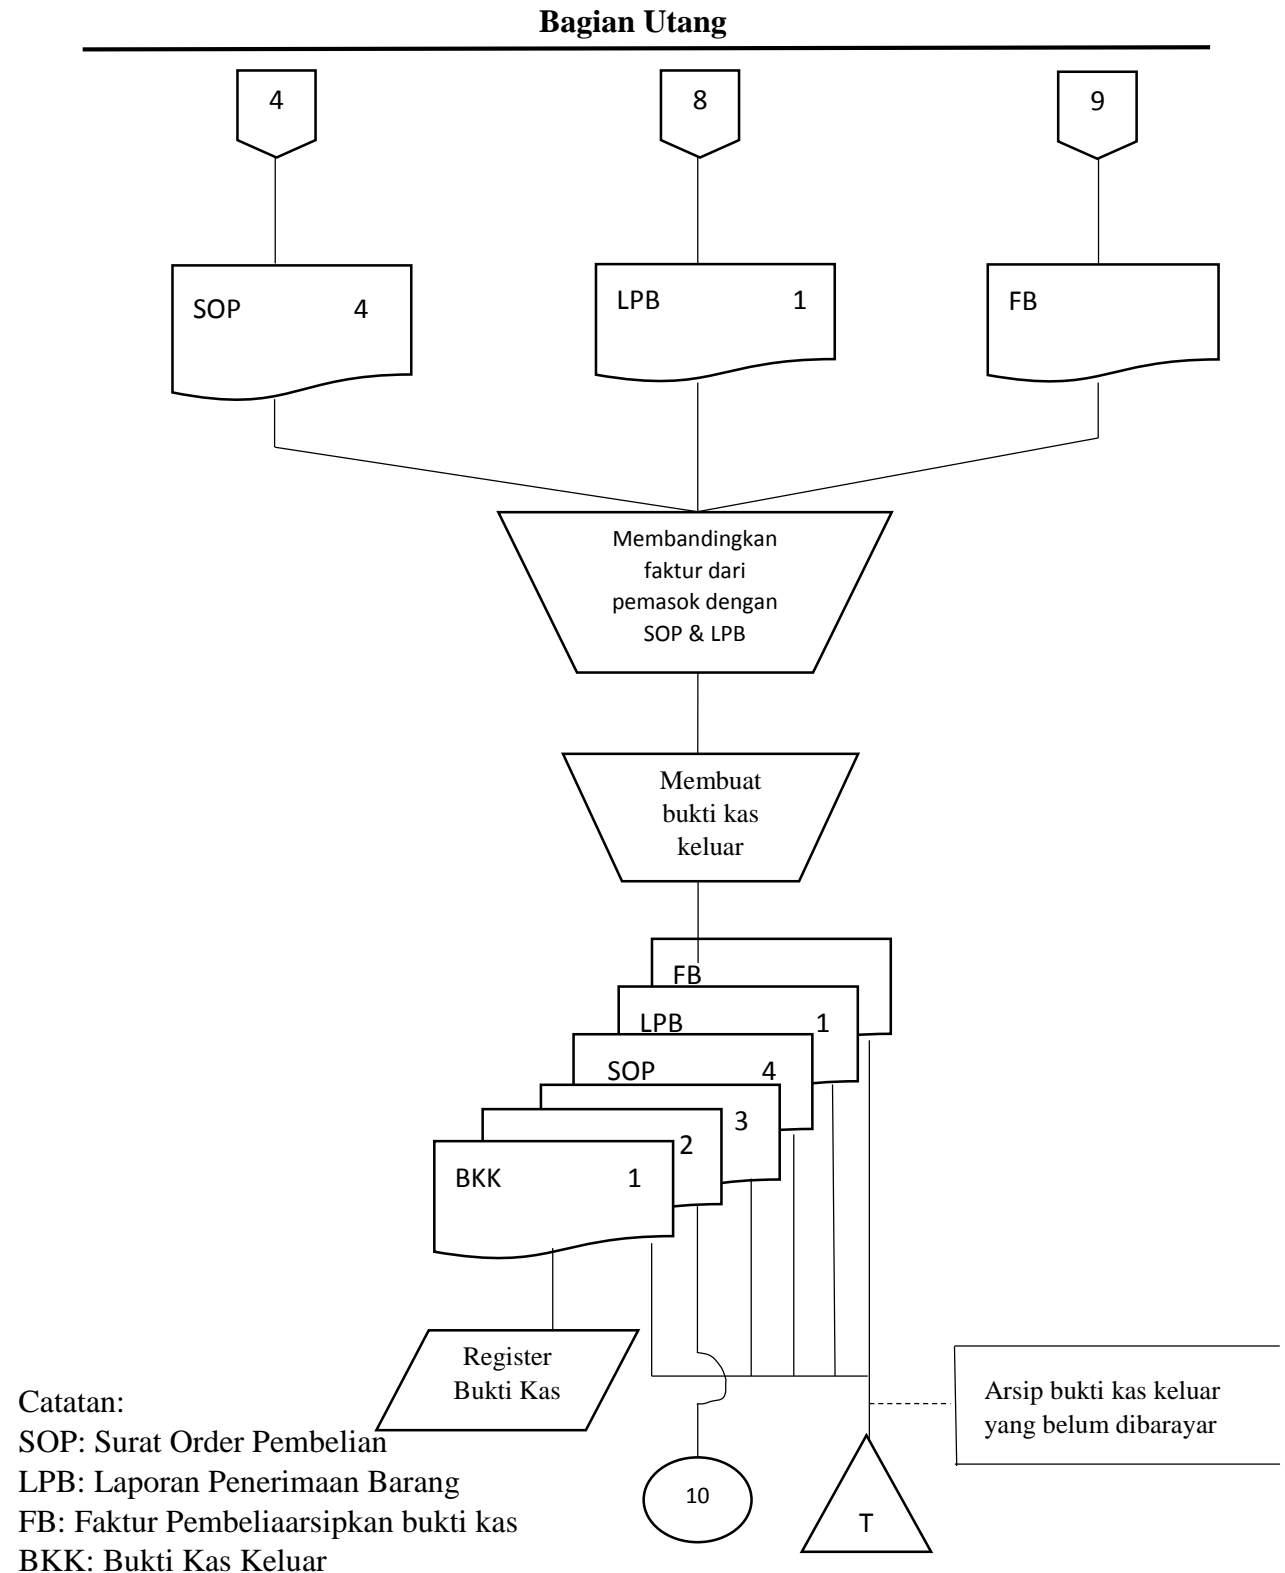 Bagian Utang
4
8
9
SOP 4
LPB 1
FB
Membandingkan
faktur dari
pemasok dengan
SOP & LPB
Membuat
bukti kas
keluar
FB
LPB 1
SOP 4
3
2
BKK 1
Register
Bukti Kas
Arsip bukti kas keluar
yang belum dibarayar
10
T
Catatan:
SOP: Surat Order Pembelian
LPB: Laporan Penerimaan Barang
FB: Faktur Pembeliaarsipkan bukti kas
BKK: Bukti Kas Keluar